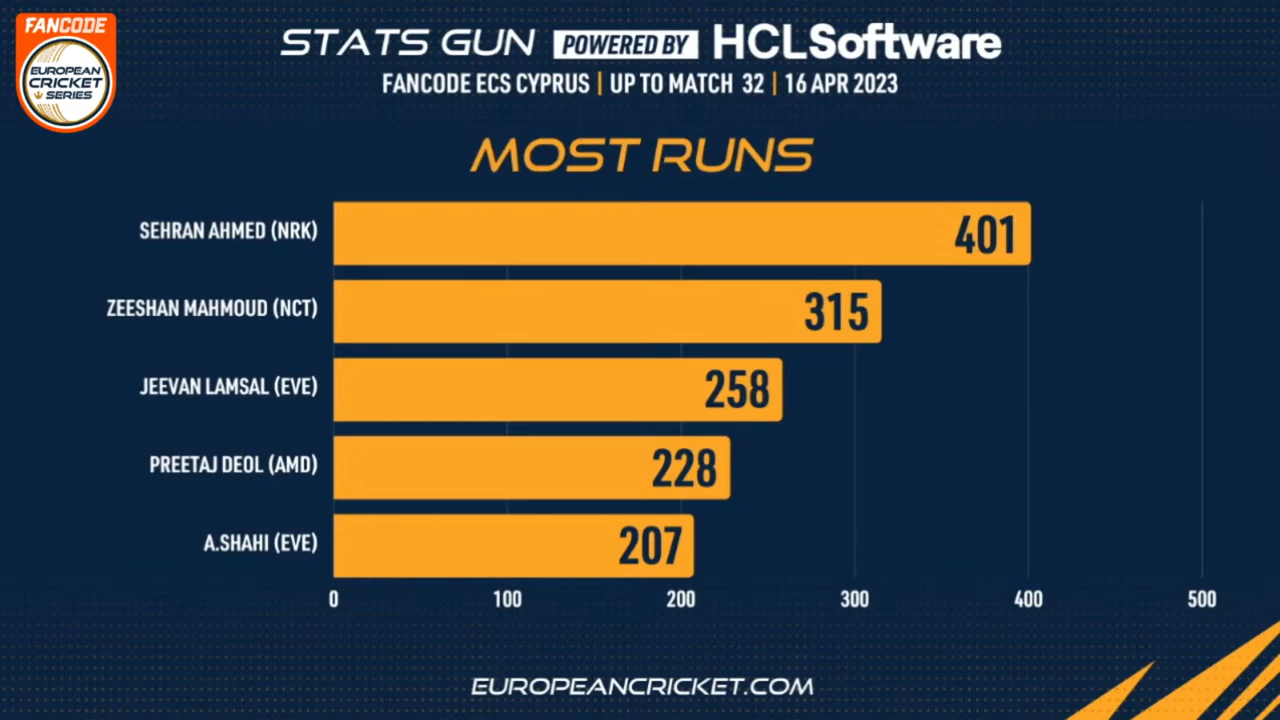 FANCODE
EUROPEAN
CRICKET
SERIES
STATS GUN POWERED BY HCLSoftware
FANCODE ECS CYPRUS | UP TO MATCH 32 | 16 APR 2023
MOST RUNS
SEHRAN AHMED (NRK) 401
ZEESHAN MAHMOUD (NCT) 315
JEEVAN LAMSAL (EVE) 258
PREETAJ DEOL (AMD) 228
A.SHAHI (EVE) 207
0 100 200 300 400 500
EUROPEANCRICKET.COM